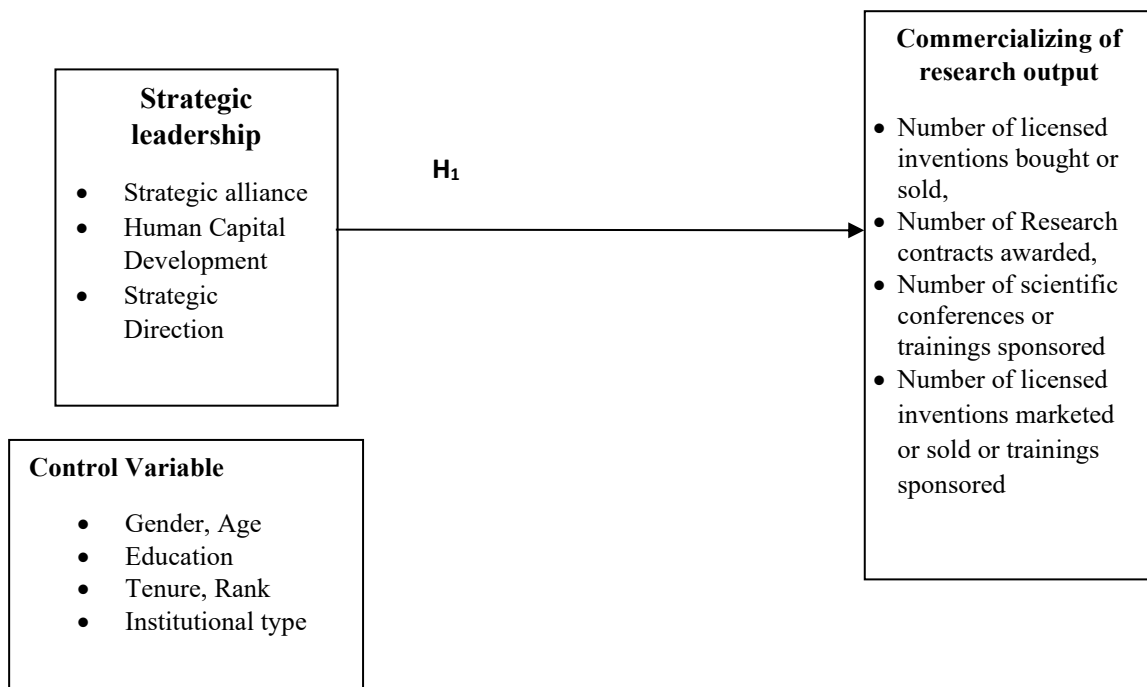 Strategic
leadership
• Strategic alliance
• Human Capital
Development
• Strategic
Direction
H₁
Commercializing of
research output
• Number of licensed
inventions bought or
sold,
• Number of Research
contracts awarded,
• Number of scientific
conferences or
trainings sponsored
• Number of licensed
inventions marketed
or sold or trainings
sponsored
Control Variable
• Gender, Age
• Education
• Tenure, Rank
• Institutional type